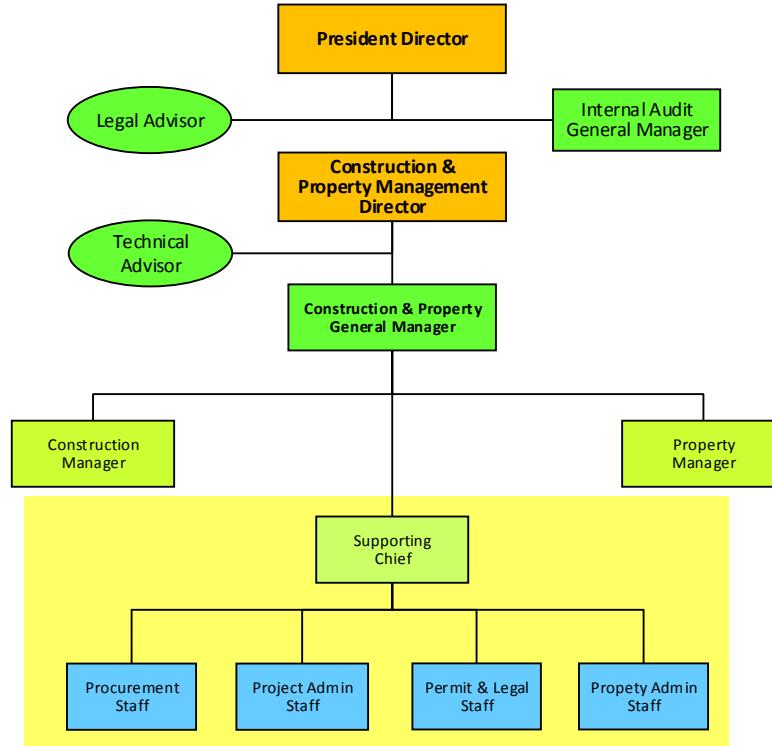 President Director
Legal Advisor
Internal Audit
General Manager
Construction &
Property Management
Director
Technical
Advisor
Construction & Property
General Manager
Construction
Manager
Property
Manager
Supporting
Chief
Procurement
Staff
Project Admin
Staff
Permit & Legal
Staff
Propety Admin
Staff